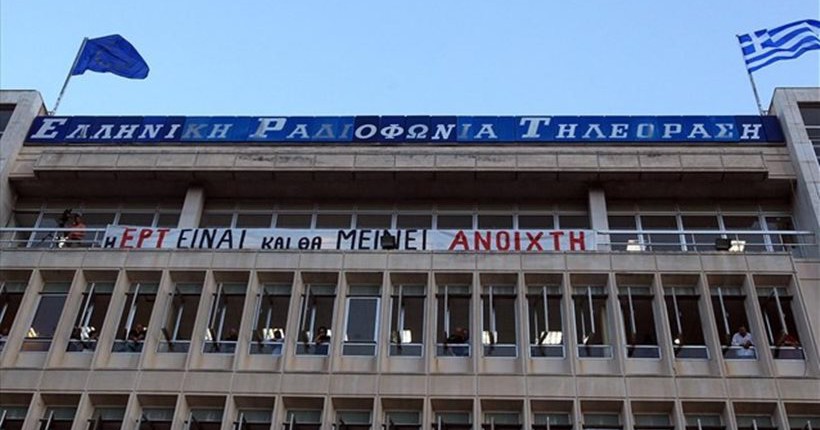 ΕΛΛΗΝΙΚΗ ΡΑΔΙΟΦΩΝΙΑ ΤΗΛΕΟΡΑΣΗ
Η ΕΡΤ ΕΙΝΑΙ ΚΑΙ ΘΑ ΜΕΙΝΕΙ ΑΝΟΙΧΤΗ